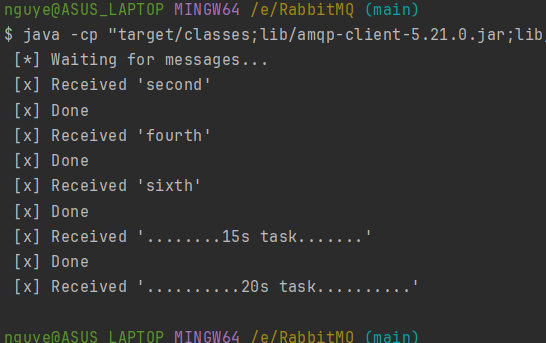 nguye@ASUS_LAPTOP MINGW64 /e/RabbitMQ (main)
$ java -cp "target/classes;lib/amqp-client-5.21.0.jar;lib,
[*] Waiting for messages...
[x] Received 'second'
[x] Done
[x] Received 'fourth'
[x] Done
[x] Received 'sixth'
[x] Done
[x] Received '........15s task.......'
[x] Done
[x] Received '..........20s task..........'
nguye@ASUS_LAPTOP MINGW64 /e/RabbitMQ (main)